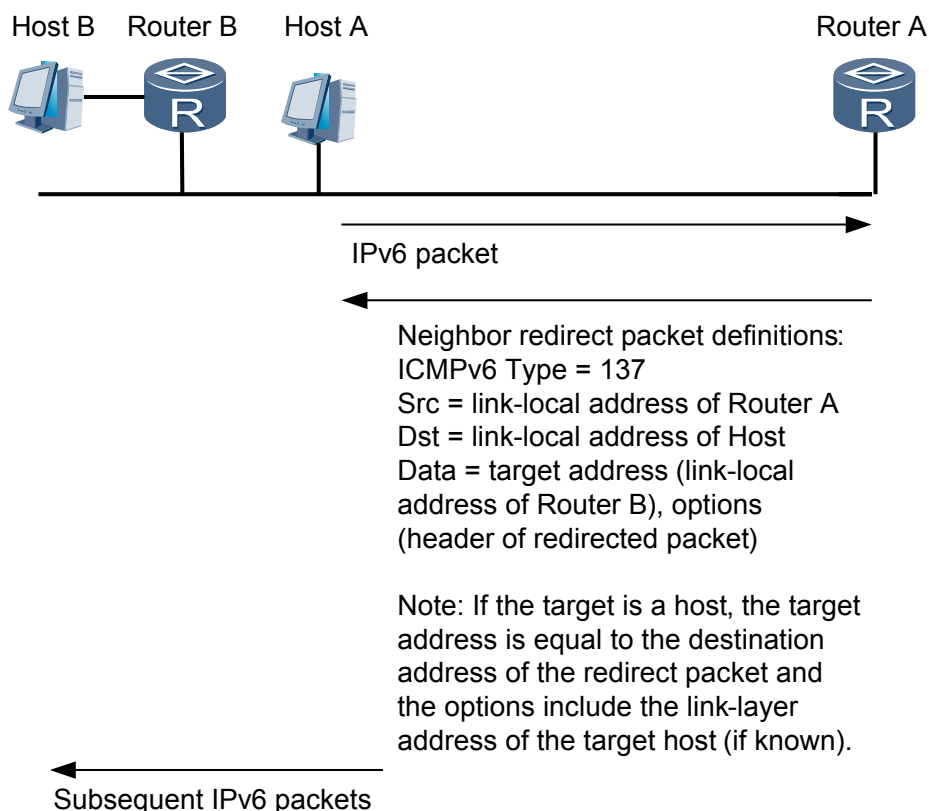 Host B
Router B
Host A
Router A
R
R
IPv6 packet
Neighbor redirect packet definitions:
ICMPv6 Type = 137
Src = link-local address of Router A
Dst = link-local address of Host
Data = target address (link-local
address of Router B), options
(header of redirected packet)
Note: If the target is a host, the target
address is equal to the destination
address of the redirect packet and
the options include the link-layer
address of the target host (if known).
Subsequent IPv6 packets